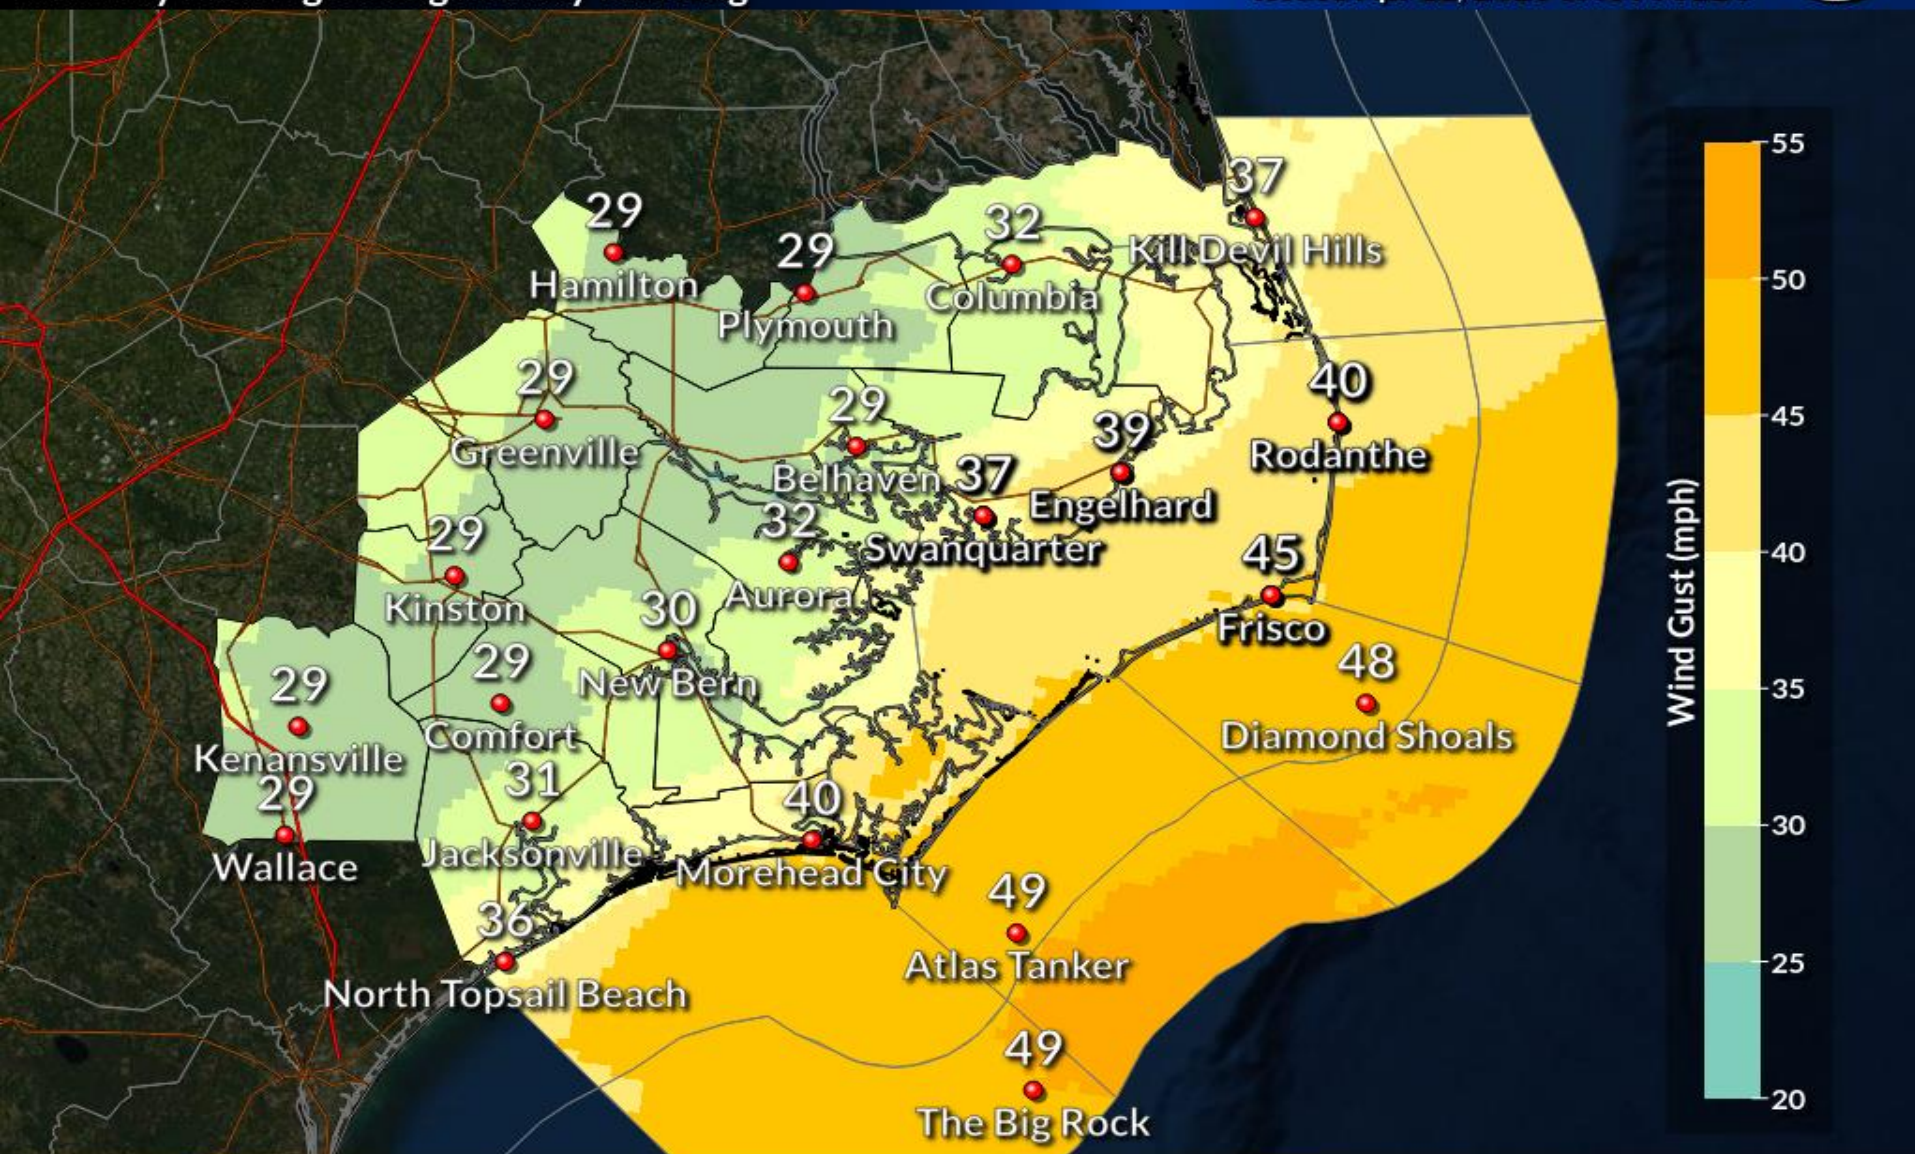 37
29
32
29
Kill Devil Hills
Hamilton
Columbia
Plymouth
29
40
29
39
Greenville
Rodanthe
Belhaven
37
Engelhard
32
29
Swanquarter
45
Aurora
Kinston
30
Frisco
29
48
29
New Bern
Comfort
Diamond Shoals
Kenansville
31
29
40
Jacksonville
Wallace
Morehead City
49
36
Atlas Tanker
North Topsail Beach
49
The Big Rock
Wind Gust (mph)
55
50
45
40
35
30
25
20